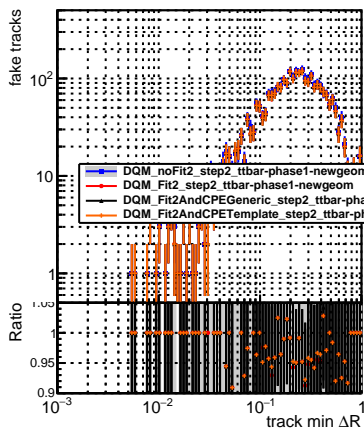 fake tracks
10²
10
1
DQM_noFit2_step2_ttbar-phase1-newgeom
DQM_Fit2_step2_ttbar-phase1-newgeom
DQM_Fit2AndCPEGeneric_step2_ttbar-pha
DQM_Fit2AndCPETemplate_step2_ttbar-ph
Ratio
1.05
1
0.95
0.9
10⁻³ 10⁻² 10⁻¹ 1
track min ΔR